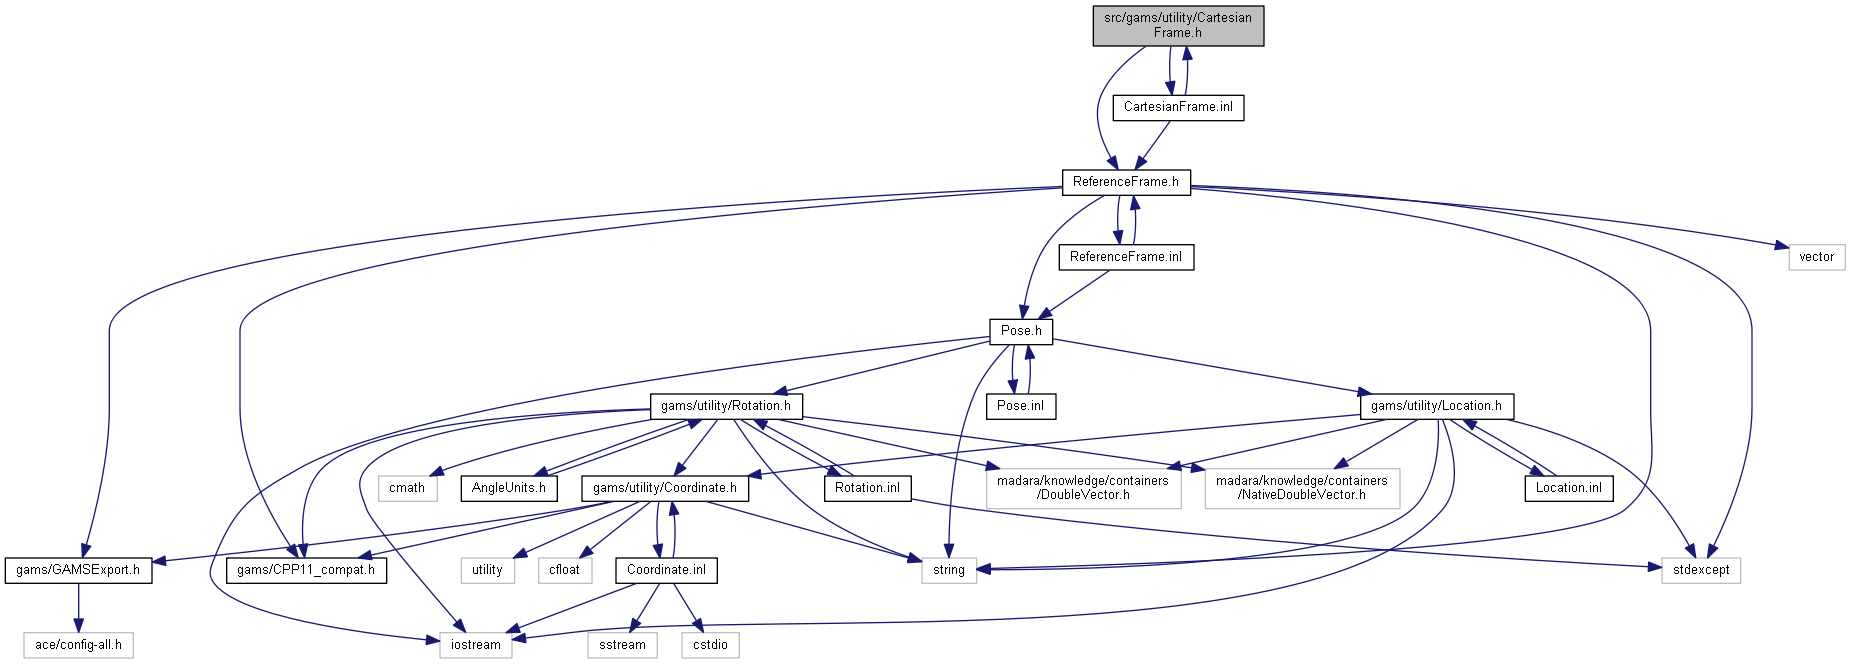 src/gams/utility/Cartesian
Frame.h
CartesianFrame.inl
ReferenceFrame.h
ReferenceFrame.inl
vector
Pose.h
gams/utility/Rotation.h
Pose.inl
gams/utility/Location.h
cmath
AngleUnits.h
gams/utility/Coordinate.h
Rotation.inl
madara/knowledge/containers
/DoubleVector.h
madara/knowledge/containers
/NativeDoubleVector.h
Location.inl
gams/GAMSExport.h
gams/CPP11_compat.h
utility
cfloat
Coordinate.inl
string
stdexcept
ace/config-all.h
iostream
sstream
cstdio